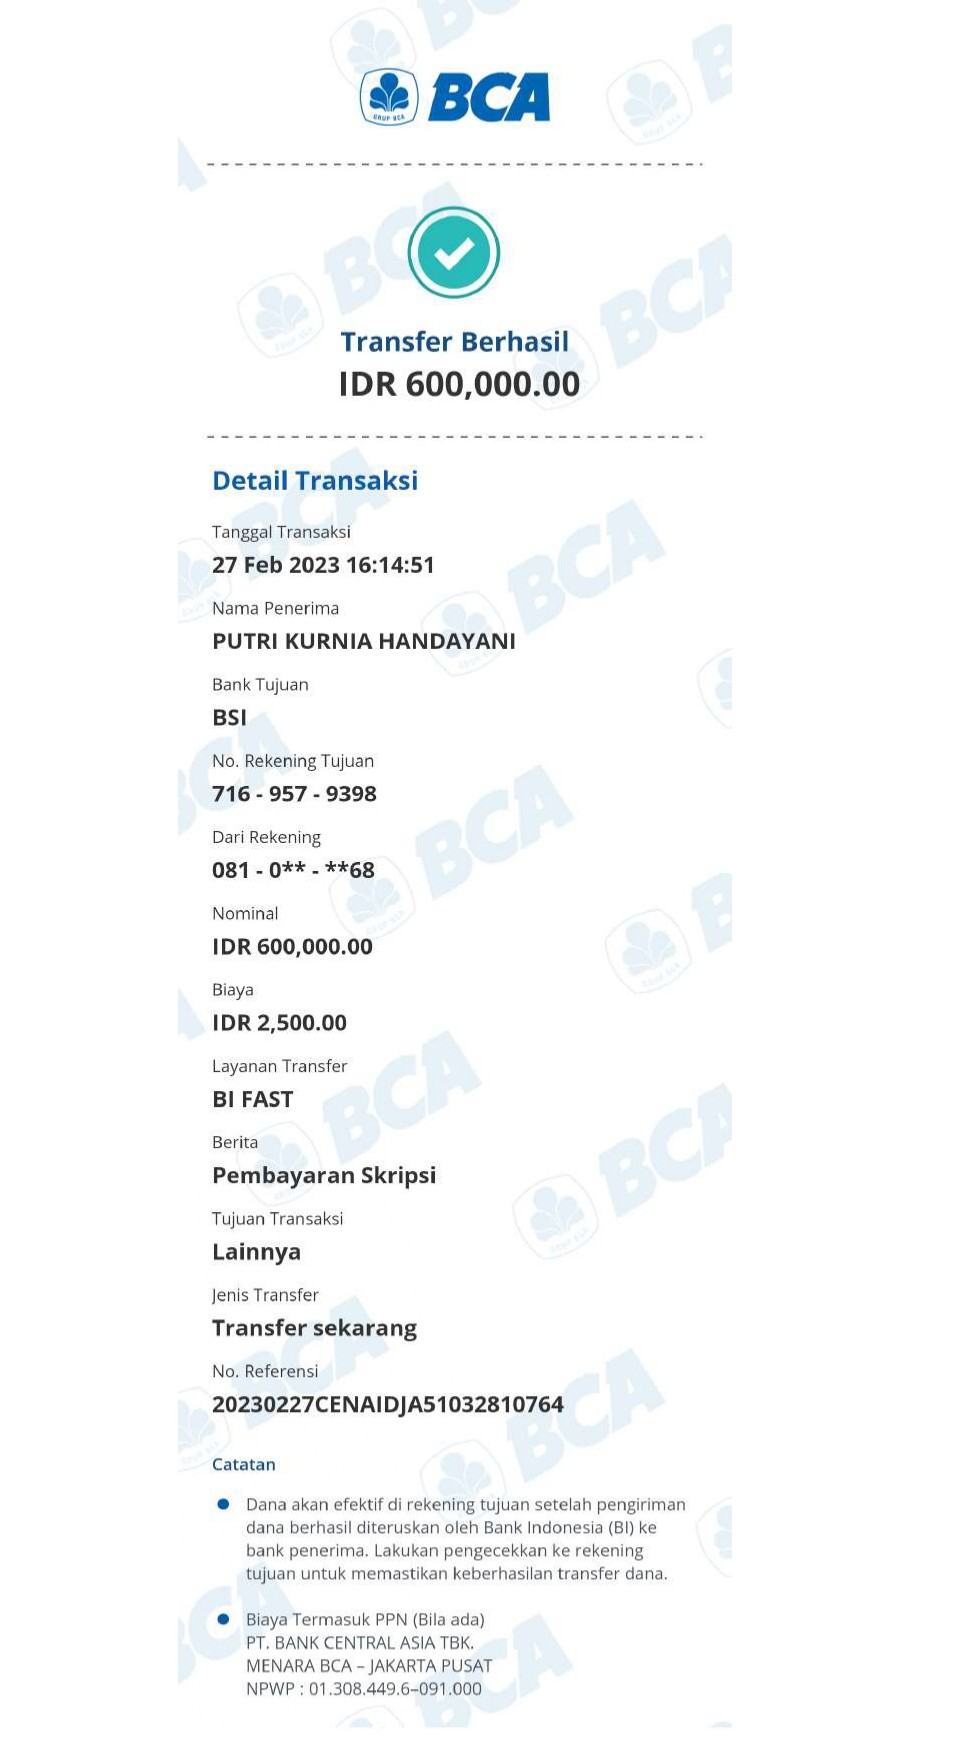 GRUP BCA
BCA
Transfer Berhasil
IDR 600,000.00
Detail Transaksi
Tanggal Transaksi
27 Feb 2023 16:14:51
Nama Penerima
PUTRI KURNIA HANDAYANI
Bank Tujuan
BSI
No. Rekening Tujuan
716 - 957 - 9398
Dari Rekening
081 - 0** - **68
Nominal
IDR 600,000.00
Biaya
IDR 2,500.00
Layanan Transfer
BI FAST
Berita
Pembayaran Skripsi
Tujuan Transaksi
Lainnya
Jenis Transfer
Transfer sekarang
No. Referensi
20230227CENAIDJA51032810764
Catatan
Dana akan efektif di rekening tujuan setelah pengiriman
dana berhasil diteruskan oleh Bank Indonesia (BI) ke
bank penerima. Lakukan pengecekkan ke rekening
tujuan untuk memastikan keberhasilan transfer dana.
Biaya Termasuk PPN (Bila ada)
PT. BANK CENTRAL ASIA TBK.
MENARA BCA – JAKARTA PUSAT
NPWP : 01.308.449.6–091.000